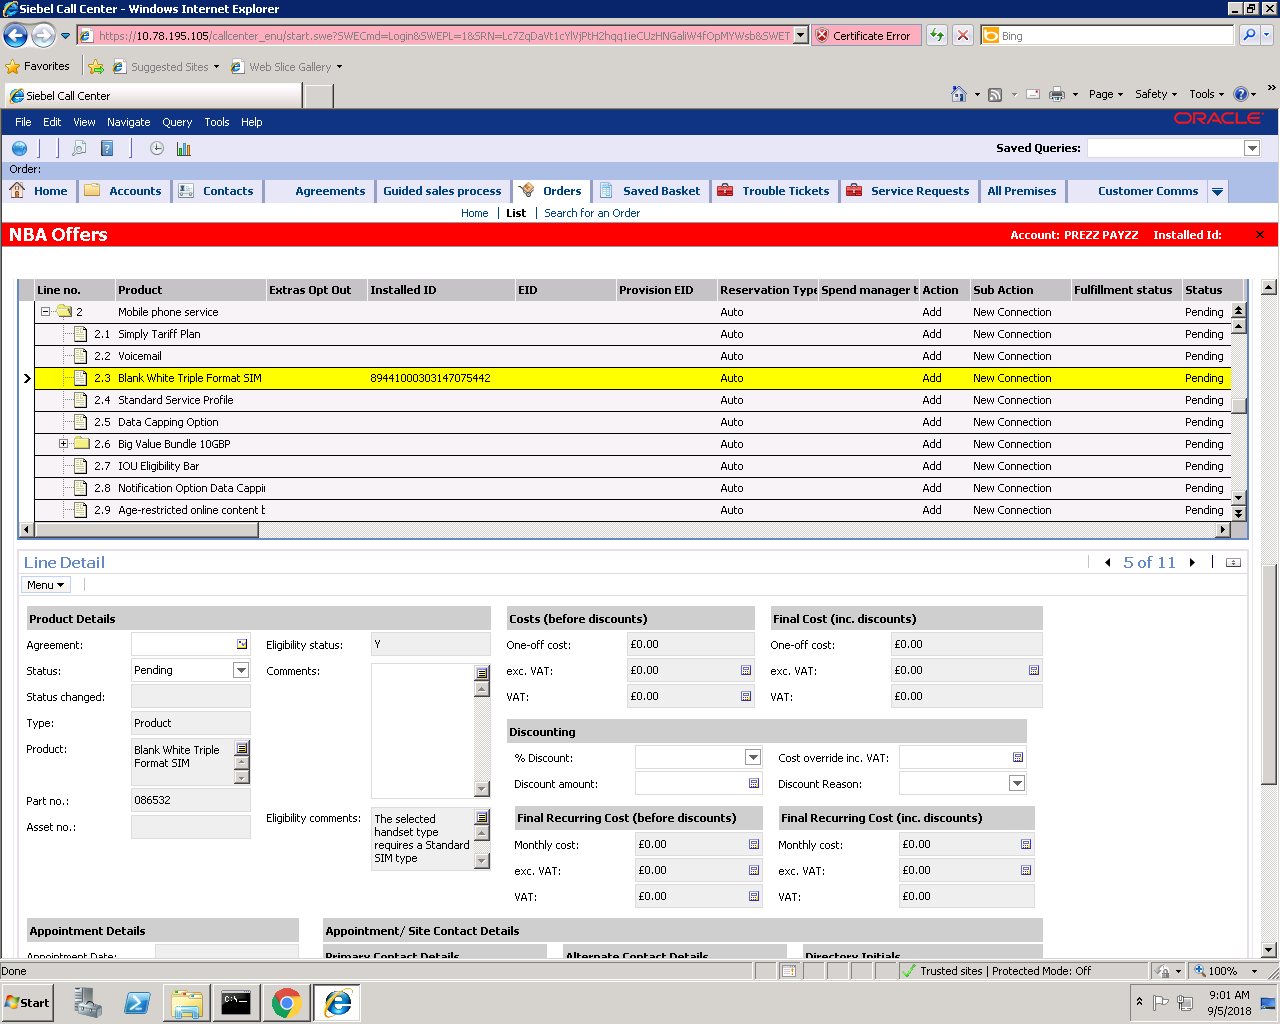 Siebel Call Center - Windows Internet Explorer
https://10.78.195.105/callcenter_enu/start.swe?SWECmd=Login&SWEPL=1&SRN=
Certificate Error
Bing
Favorites
Suggested Sites
Web Slice Gallery
Siebel Call Center
Page
Safety
Tools
File Edit View Navigate Query Tools Help
ORACLE
Saved Queries:
Order:
Home Accounts Contacts Agreements Guided sales process Orders Saved Basket Trouble Tickets Service Requests All Premises Customer Comms
Home | List | Search for an Order
NBA Offers
Account: PREZZ PAYZZ Installed Id:
Line no. Product Extras Opt Out Installed ID EID Provision EID Reservation Type Spend manager t Action Sub Action Fulfillment status Status
2 Mobile phone service Auto Add New Connection Pending
2.1 Simply Tariff Plan Auto Add New Connection Pending
2.2 Voicemail Auto Add New Connection Pending
2.3 Blank White Triple Format SIM 89441000303147075442 Auto Add New Connection Pending
2.4 Standard Service Profile Auto Add New Connection Pending
2.5 Data Capping Option Auto Add New Connection Pending
2.6 Big Value Bundle 10GBP Auto Add New Connection Pending
2.7 IOU Eligibility Bar Auto Add New Connection Pending
2.8 Notification Option Data Cappin Auto Add New Connection Pending
2.9 Age-restricted online content b Auto Add New Connection Pending
Line Detail
5 of 11
Menu
Product Details
Agreement:
Status: Pending
Status changed:
Type: Product
Product: Blank White Triple
Format SIM
Part no.: 086532
Asset no.:
Eligibility status: Y
Comments:
Eligibility comments: The selected
handset type
requires a Standard
SIM type
Costs (before discounts)
One-off cost: £0.00
exc. VAT: £0.00
VAT: £0.00
Final Cost (inc. discounts)
One-off cost: £0.00
exc. VAT: £0.00
VAT: £0.00
Discounting
% Discount:
Cost override inc. VAT:
Discount amount:
Discount Reason:
Final Recurring Cost (before discounts)
Monthly cost: £0.00
exc. VAT: £0.00
VAT: £0.00
Final Recurring Cost (inc. discounts)
Monthly cost: £0.00
exc. VAT: £0.00
VAT: £0.00
Appointment Details
Appointment Date:
Appointment/ Site Contact Details
Primary Contact Details
Alternate Contact Details
Directory Initials
Done
Trusted sites | Protected Mode: Off
100%
Start
9:01 AM
9/5/2018